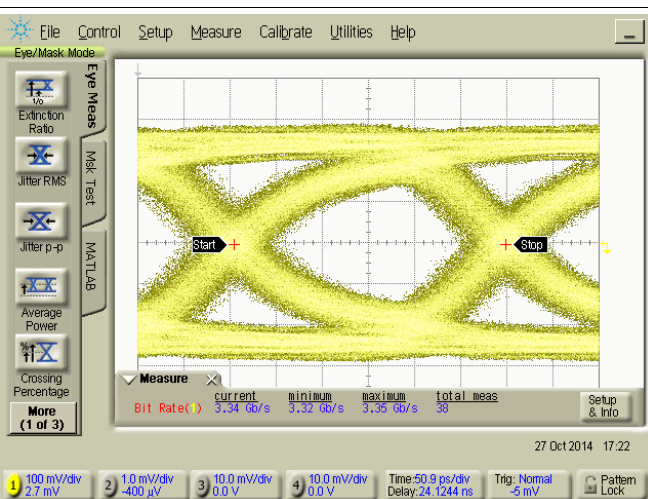 File Control Setup Measure Calibrate Utilities Help
Eye/Mask Mode
Eye Meas
Msk Test
MATLAB
1/0
Extinction
Ratio
Jitter RMS
Jitter p-p
Average
Power
%
Crossing
Percentage
More
(1 of 3)
Start
Stop
Measure
current minimum maximum total meas
Bit Rate(1) 3.34 Gb/s 3.32 Gb/s 3.35 Gb/s 38
Setup
& Info
27 Oct 2014 17:22
1 100 mV/div
2.7 mV
2 1.0 mV/div
-400 µV
3 10.0 mV/div
0.0 V
4 10.0 mV/div
0.0 V
Time:50.9 ps/div
Delay:24.1244 ns
Trig: Normal
-5 mV
Pattern
Lock